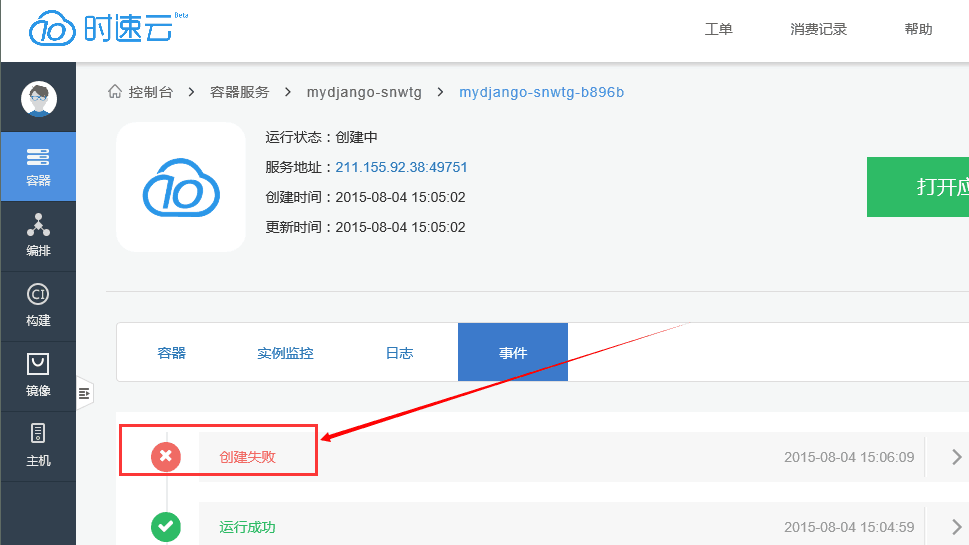 时速云 Beta
工单 消费记录 帮助
控制台 > 容器服务 > mydjango-snwtg > mydjango-snwtg-b896b
运行状态：创建中
服务地址：211.155.92.38:49751
创建时间：2015-08-04 15:05:02
更新时间：2015-08-04 15:05:02
打开应
容器
编排
CI
构建
镜像
主机
容器 实例监控 日志 事件
创建失败 2015-08-04 15:06:09
运行成功 2015-08-04 15:04:59